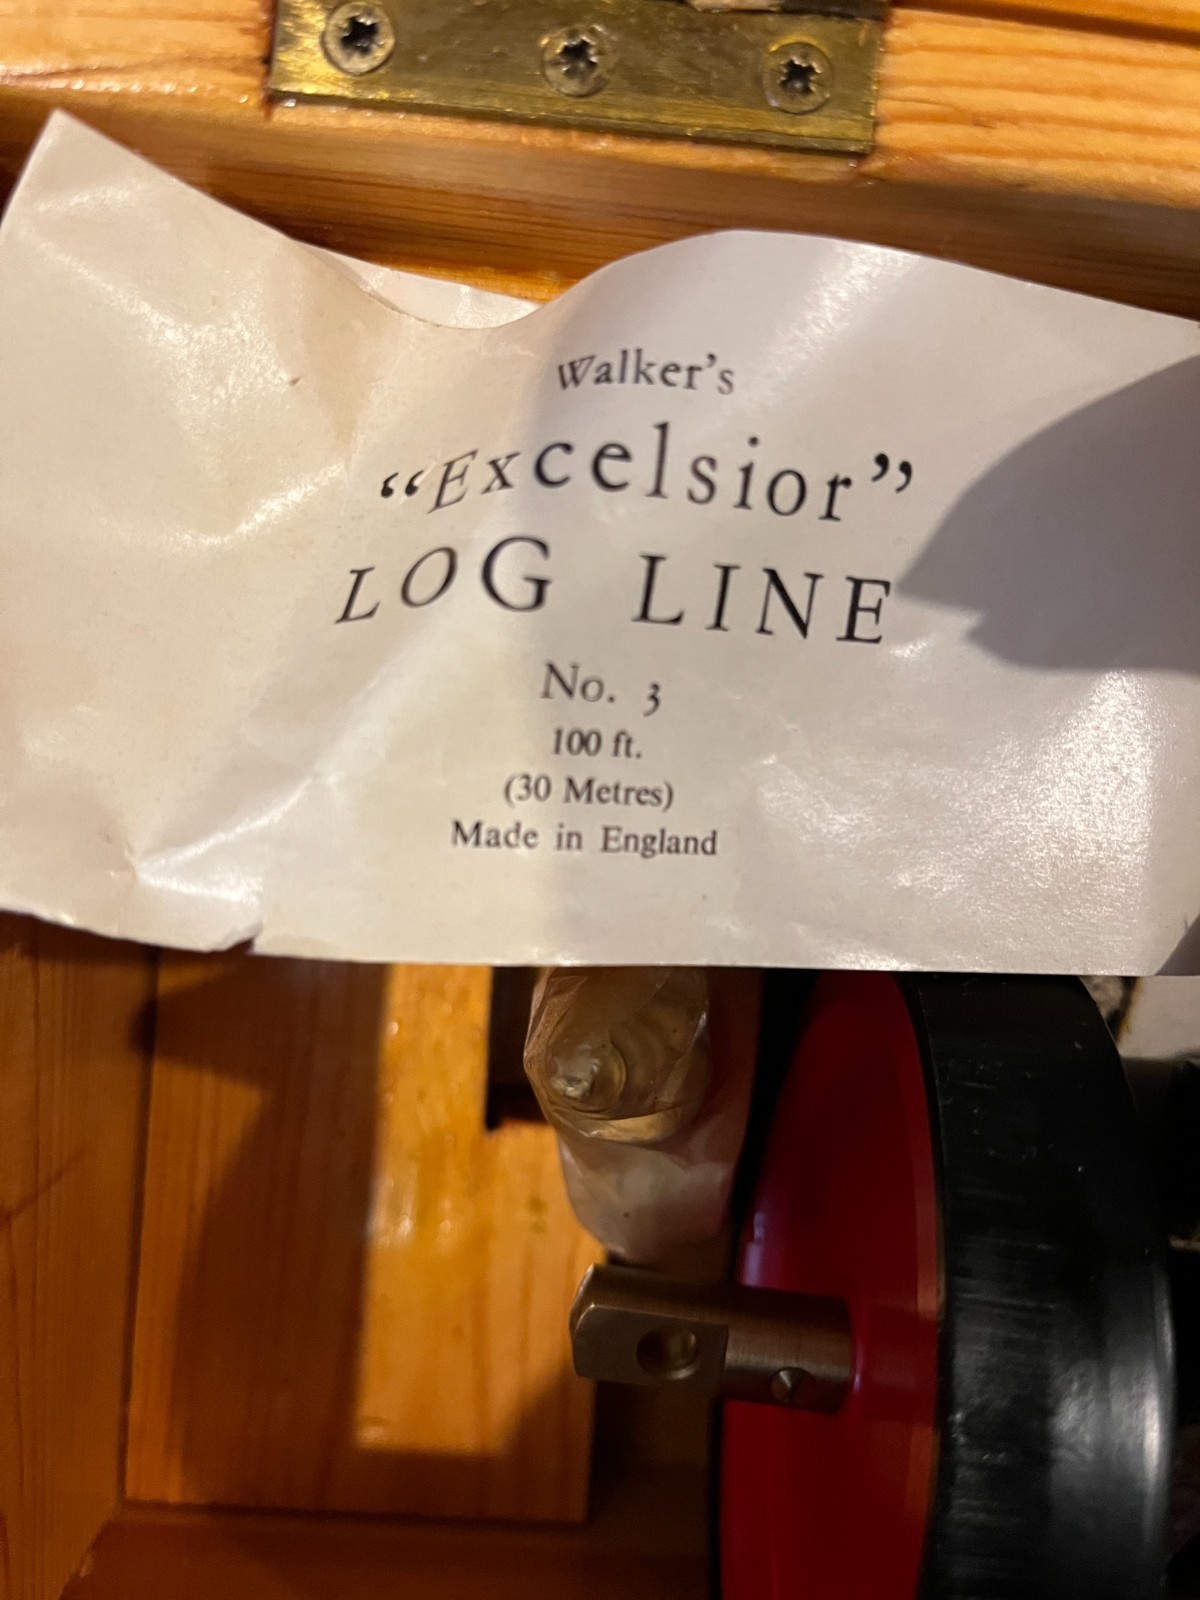 Walker's
“Excelsior”
LOG LINE
No. 3
100 ft.
(30 Metres)
Made in England